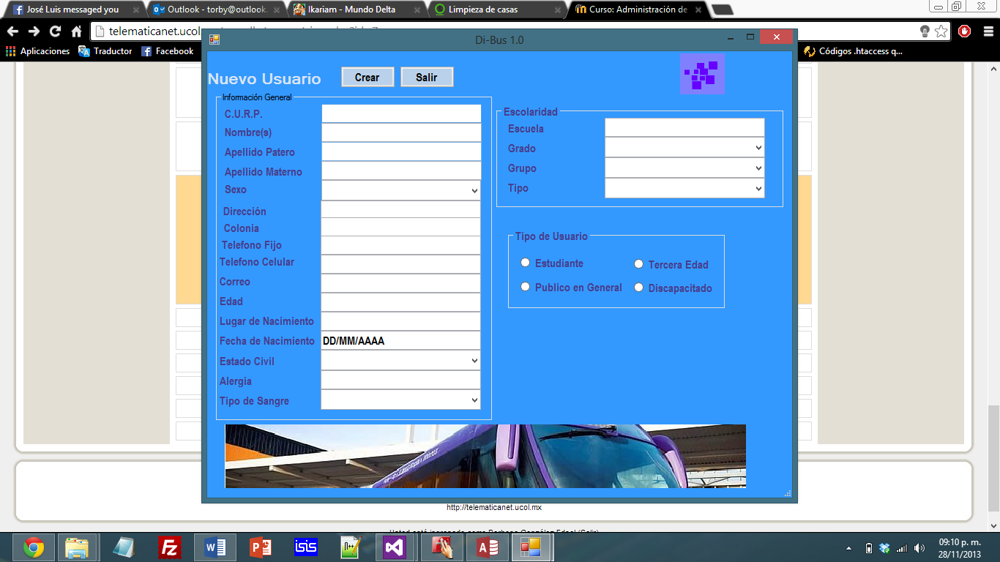 José Luis messaged you
Outlook - torby@outlook.
Ikariam - Mundo Delta
Limpieza de casas
Curso: Administración de
telematicanet.ucol
Aplicaciones
Traductor
Facebook
Códigos .htaccess q...
Di-Bus 1.0
Nuevo Usuario
Crear
Salir
Información General
C.U.R.P.
Nombre(s)
Apellido Patero
Apellido Materno
Sexo
Dirección
Colonia
Telefono Fijo
Telefono Celular
Correo
Edad
Lugar de Nacimiento
Fecha de Nacimiento DD/MM/AAAA
Estado Civil
Alergia
Tipo de Sangre
Escolaridad
Escuela
Grado
Grupo
Tipo
Tipo de Usuario
Estudiante
Tercera Edad
Publico en General
Discapacitado
http://telematicanet.ucol.mx
isis
09:10 p. m.
28/11/2013